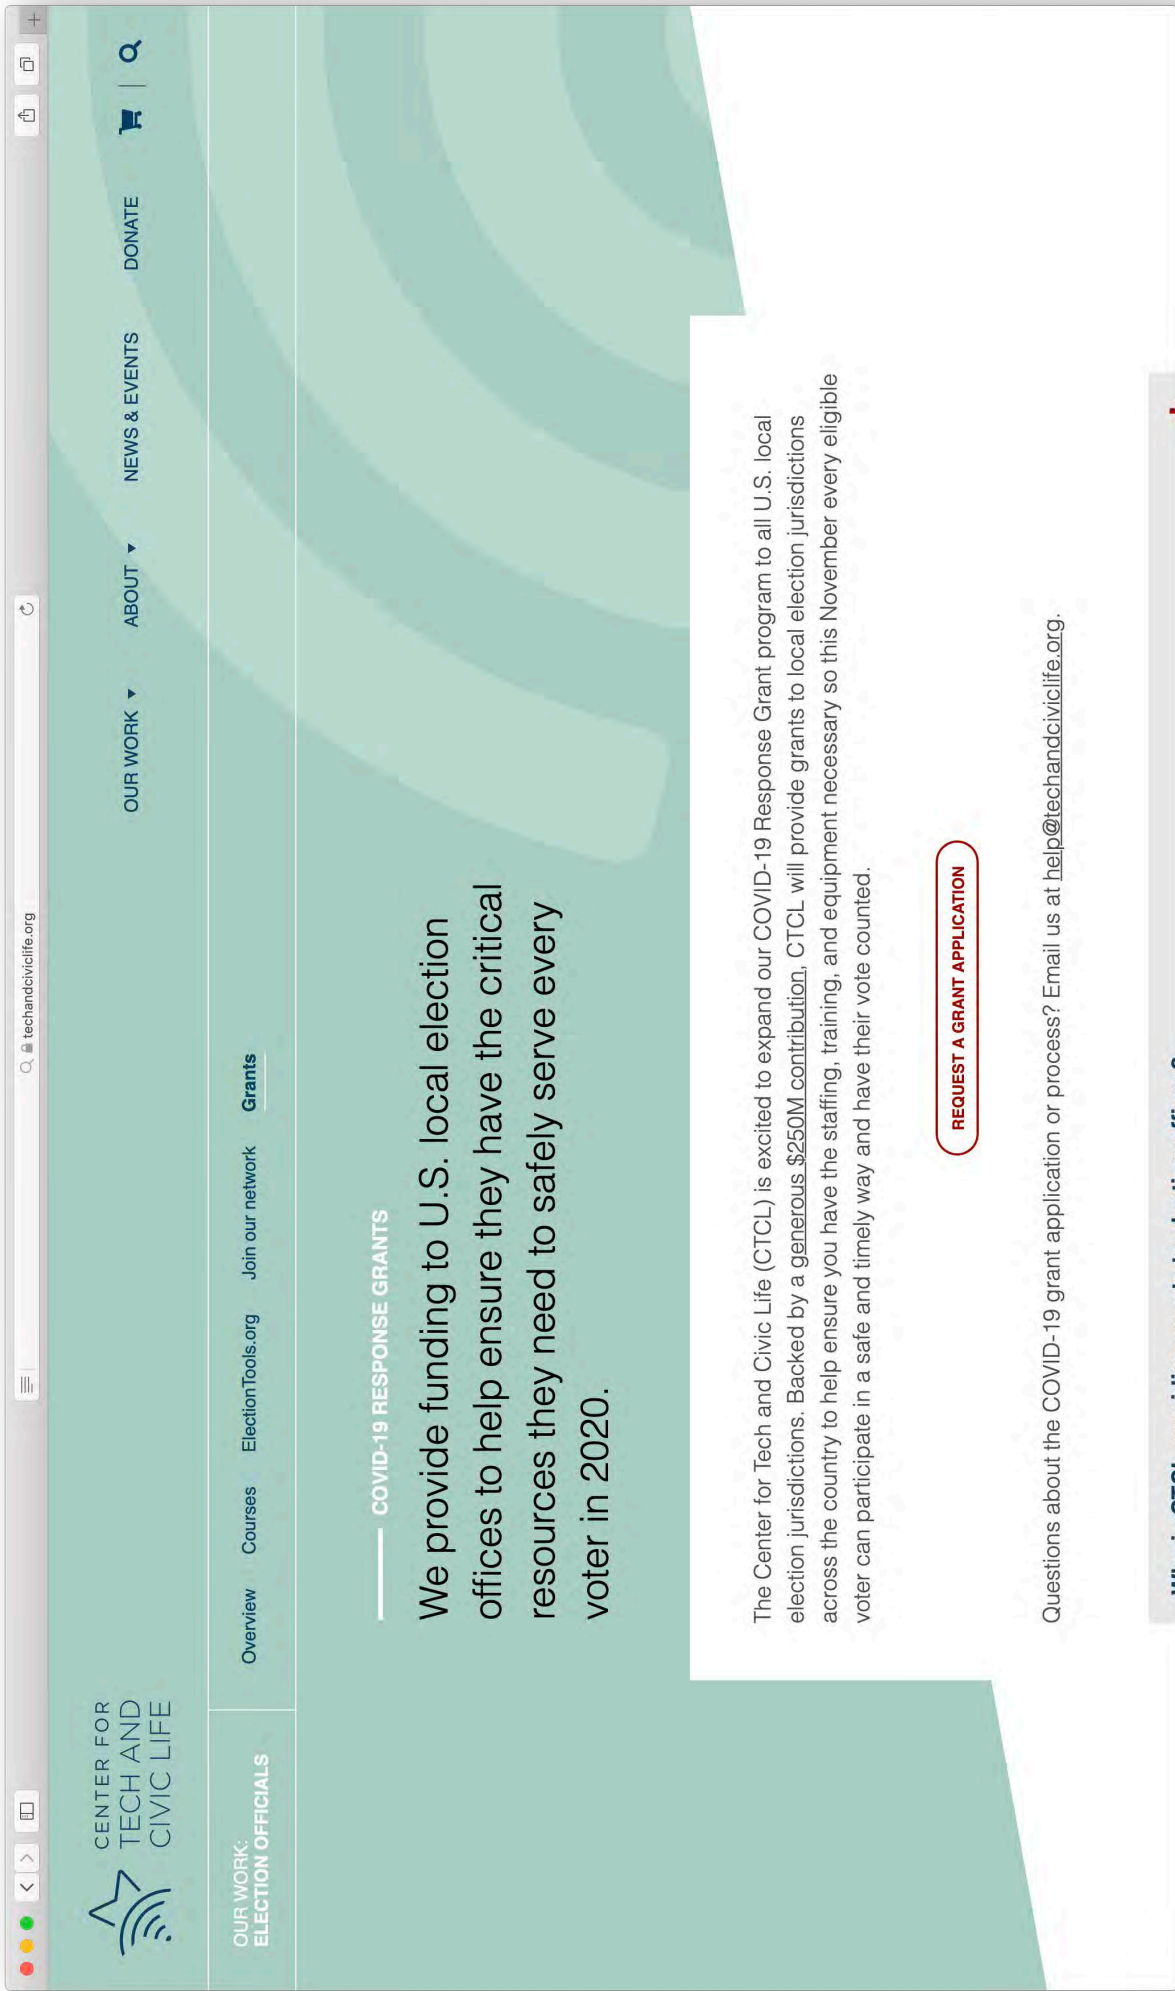 techandciviclife.org
CENTER FOR
TECH AND
CIVIC LIFE
OUR WORK ▼
ABOUT ▼
NEWS & EVENTS
DONATE
OUR WORK:
ELECTION OFFICIALS
Overview
Courses
ElectionTools.org
Join our network
Grants
COVID-19 RESPONSE GRANTS
We provide funding to U.S. local election
offices to help ensure they have the critical
resources they need to safely serve every
voter in 2020.
The Center for Tech and Civic Life (CTCL) is excited to expand our COVID-19 Response Grant program to all U.S. local
election jurisdictions. Backed by a generous $250M contribution, CTCL will provide grants to local election jurisdictions
across the country to help ensure you have the staffing, training, and equipment necessary so this November every eligible
voter can participate in a safe and timely way and have their vote counted.
REQUEST A GRANT APPLICATION
Questions about the COVID-19 grant application or process? Email us at help@techandciviclife.org.